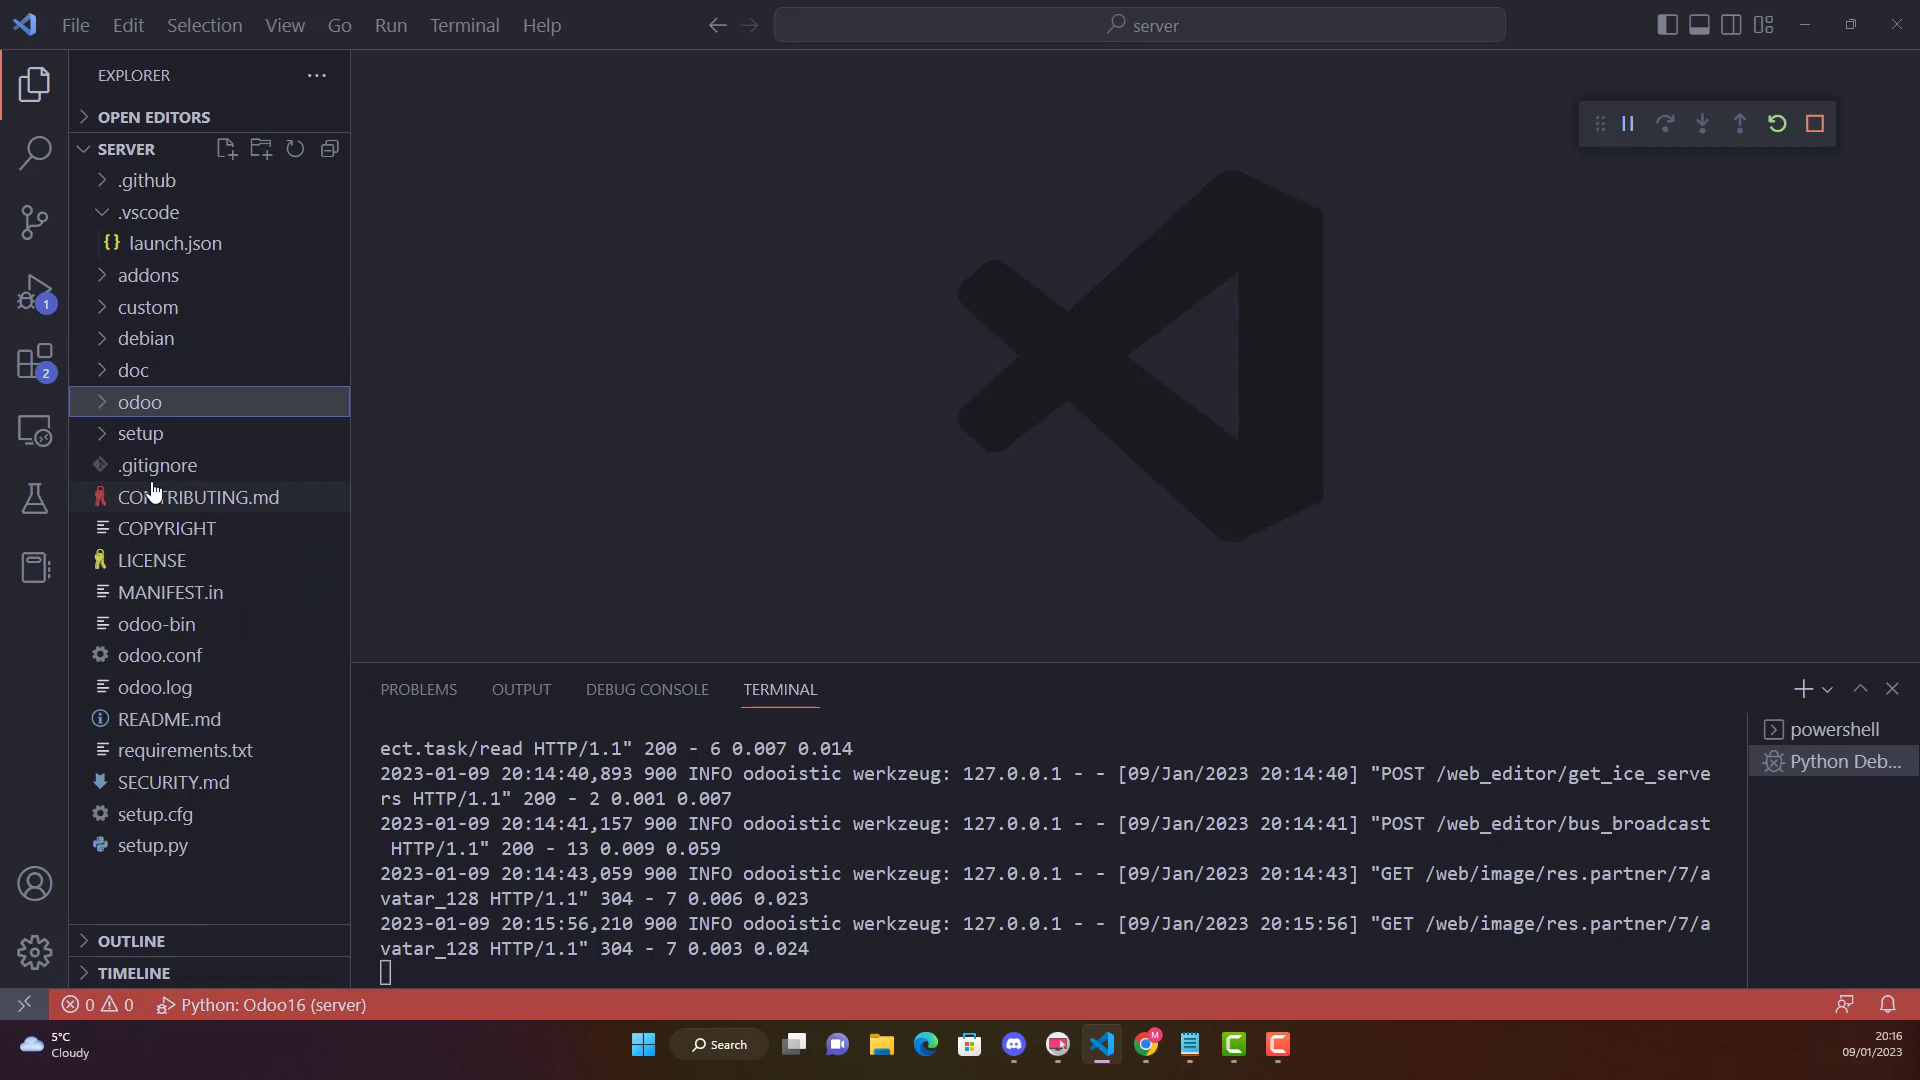 File Edit Selection View Go Run Terminal Help
server
EXPLORER
OPEN EDITORS
SERVER
.github
.vscode
launch.json
addons
custom
debian
doc
odoo
setup
.gitignore
CONTRIBUTING.md
COPYRIGHT
LICENSE
MANIFEST.in
odoo-bin
odoo.conf
odoo.log
README.md
requirements.txt
SECURITY.md
setup.cfg
setup.py
OUTLINE
TIMELINE
1
2
PROBLEMS OUTPUT DEBUG CONSOLE TERMINAL
ect.task/read HTTP/1.1" 200 - 6 0.007 0.014
2023-01-09 20:14:40,893 900 INFO odooistic werkzeug: 127.0.0.1 - - [09/Jan/2023 20:14:40] "POST /web_editor/get_ice_serve
rs HTTP/1.1" 200 - 2 0.001 0.007
2023-01-09 20:14:41,157 900 INFO odooistic werkzeug: 127.0.0.1 - - [09/Jan/2023 20:14:41] "POST /web_editor/bus_broadcast
HTTP/1.1" 200 - 13 0.009 0.059
2023-01-09 20:14:43,059 900 INFO odooistic werkzeug: 127.0.0.1 - - [09/Jan/2023 20:14:43] "GET /web/image/res.partner/7/a
vatar_128 HTTP/1.1" 304 - 7 0.006 0.023
2023-01-09 20:15:56,210 900 INFO odooistic werkzeug: 127.0.0.1 - - [09/Jan/2023 20:15:56] "GET /web/image/res.partner/7/a
vatar_128 HTTP/1.1" 304 - 7 0.003 0.024
powershell
Python Deb...
0 0 Python: Odoo16 (server)
5°C
Cloudy
Search
M
20:16
09/01/2023